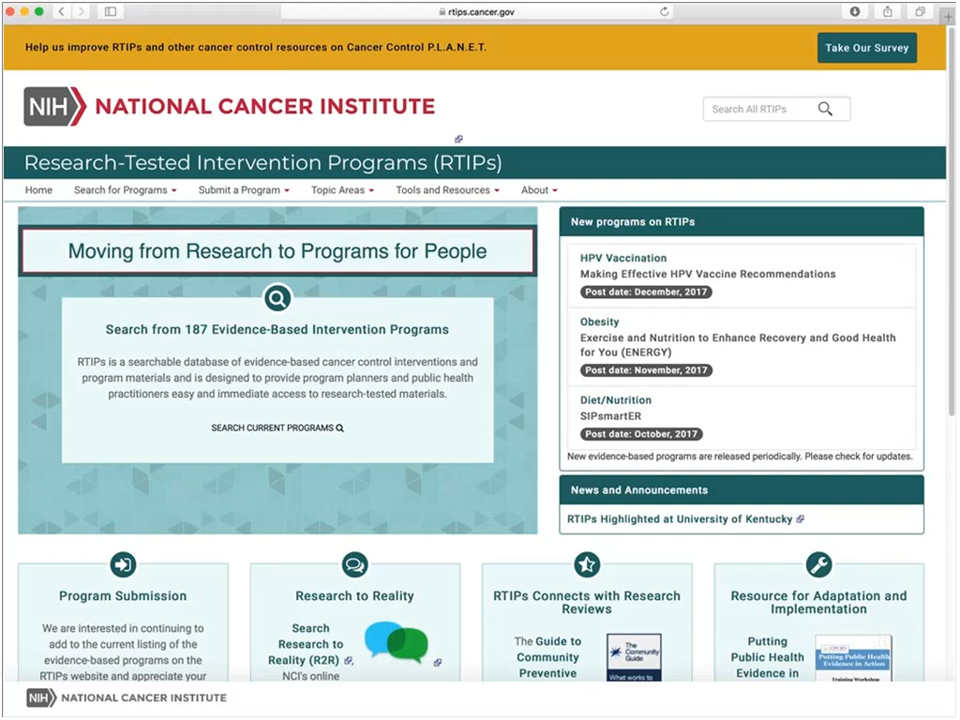 rtips.cancer.gov
Help us improve RTIPs and other cancer control resources on Cancer Control P.L.A.N.E.T.
Take Our Survey
NIH NATIONAL CANCER INSTITUTE
Search All RTIPs
Research-Tested Intervention Programs (RTIPs)
Home Search for Programs Submit a Program Topic Areas Tools and Resources About
Moving from Research to Programs for People
Search from 187 Evidence-Based Intervention Programs
RTIPs is a searchable database of evidence-based cancer control interventions and
program materials and is designed to provide program planners and public health
practitioners easy and immediate access to research-tested materials.
SEARCH CURRENT PROGRAMS
New programs on RTIPs
HPV Vaccination
Making Effective HPV Vaccine Recommendations
Post date: December, 2017
Obesity
Exercise and Nutrition to Enhance Recovery and Good Health
for You (ENERGY)
Post date: November, 2017
Diet/Nutrition
SIPsmartER
Post date: October, 2017
New evidence-based programs are released periodically. Please check for updates.
News and Announcements
RTIPs Highlighted at University of Kentucky
Program Submission
We are interested in continuing to
add to the current listing of the
evidence-based programs on the
RTIPs website and appreciate your
Research to Reality
Search
Research to
Reality (R2R)
NCI's online
RTIPs Connects with Research
Reviews
The Guide to
Community
Preventive
The
Community
Guide
What works to
Resource for Adaptation and
Implementation
Putting
Public Health
Evidence in
Putting Public Health
Evidence in Action
Training Workshop
NIH NATIONAL CANCER INSTITUTE